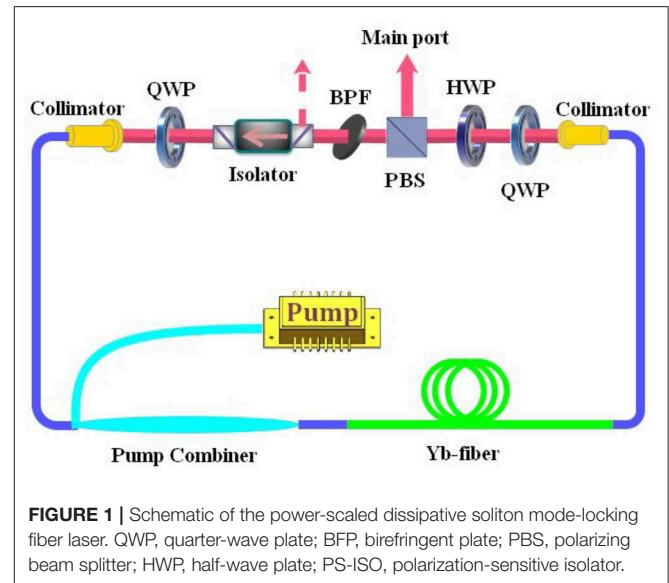 Main port
QWP
BPF
HWP
Collimator
Collimator
Isolator
PBS
QWP
Pump
Pump Combiner
Yb-fiber
FIGURE 1 | Schematic of the power-scaled dissipative soliton mode-locking
fiber laser. QWP, quarter-wave plate; BFP, birefringent plate; PBS, polarizing
beam splitter; HWP, half-wave plate; PS-ISO, polarization-sensitive isolator.